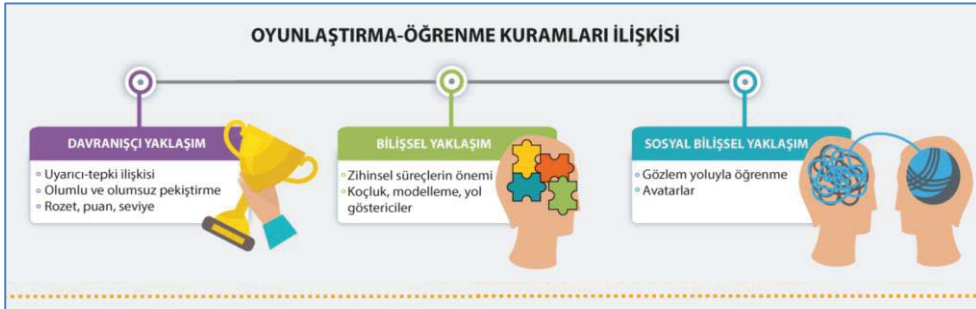 OYUNLAŞTIRMA-ÖĞRENME KURAMLARI İLİŞKİSİ
DAVRANIŞÇI YAKLAŞIM
Uyarıcı-tepki ilişkisi
Olumlu ve olumsuz pekiştirme
Rozet, puan, seviye
BİLİŞSEL YAKLAŞIM
Zihinsel süreçlerin önemi
Koçluk, modelleme, yol
göstericiler
SOSYAL BİLİŞSEL YAKLAŞIM
Gözlem yoluyla öğrenme
Avatarlar